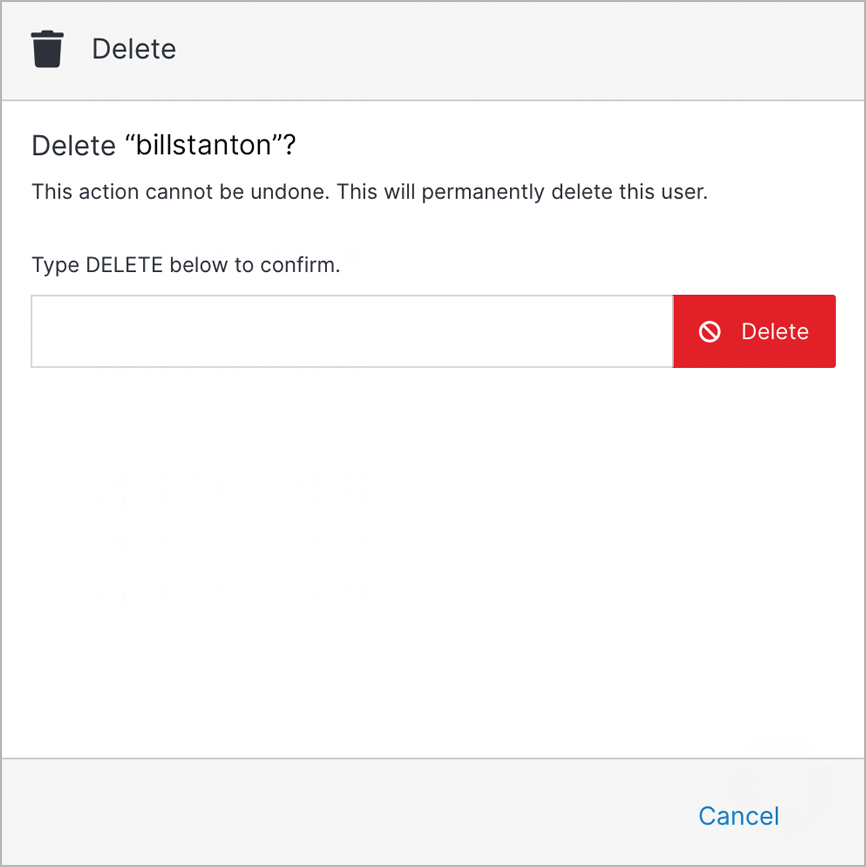 Delete
Delete “billstanton”?
This action cannot be undone. This will permanently delete this user.
Type DELETE below to confirm.
Delete
Cancel